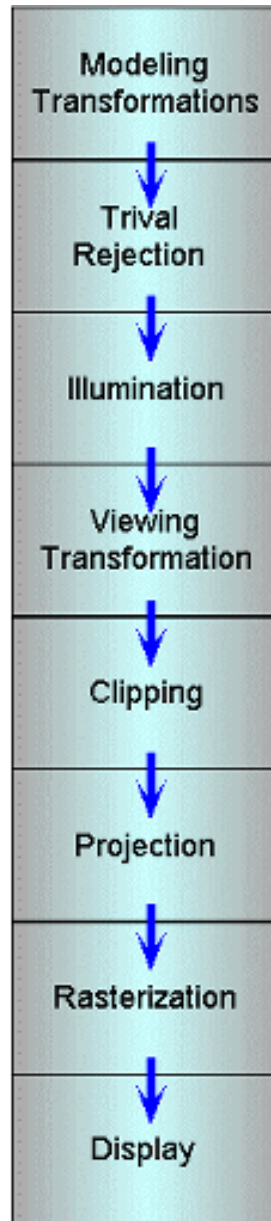 Modeling
Transformations
Trival
Rejection
Illumination
Viewing
Transformation
Clipping
Projection
Rasterization
Display